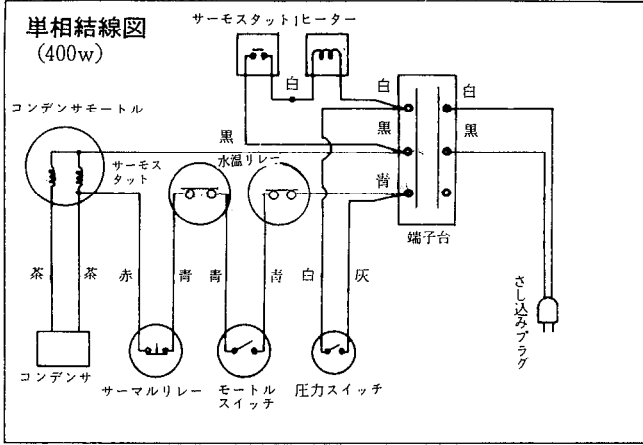 単相結線図
(400w)
サーモスタット1
ヒーター
白
白
白
コンデンサモートル
黒
黒
黒
サーモ
スタット
水温リレー
青
端子台
茶
茶
赤
青
青
青
白
灰
さし込みプラグ
コンデンサ
サーマルリレー
モートル
スイッチ
圧力スイッチ